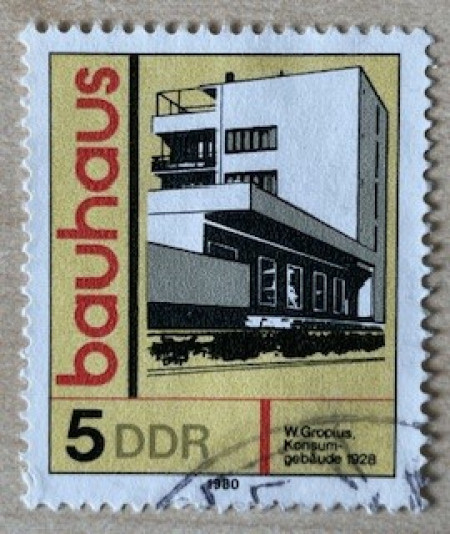 bauhaus
5 DDR
W. Gropius,
Konsum-
gebäude 1928
1980